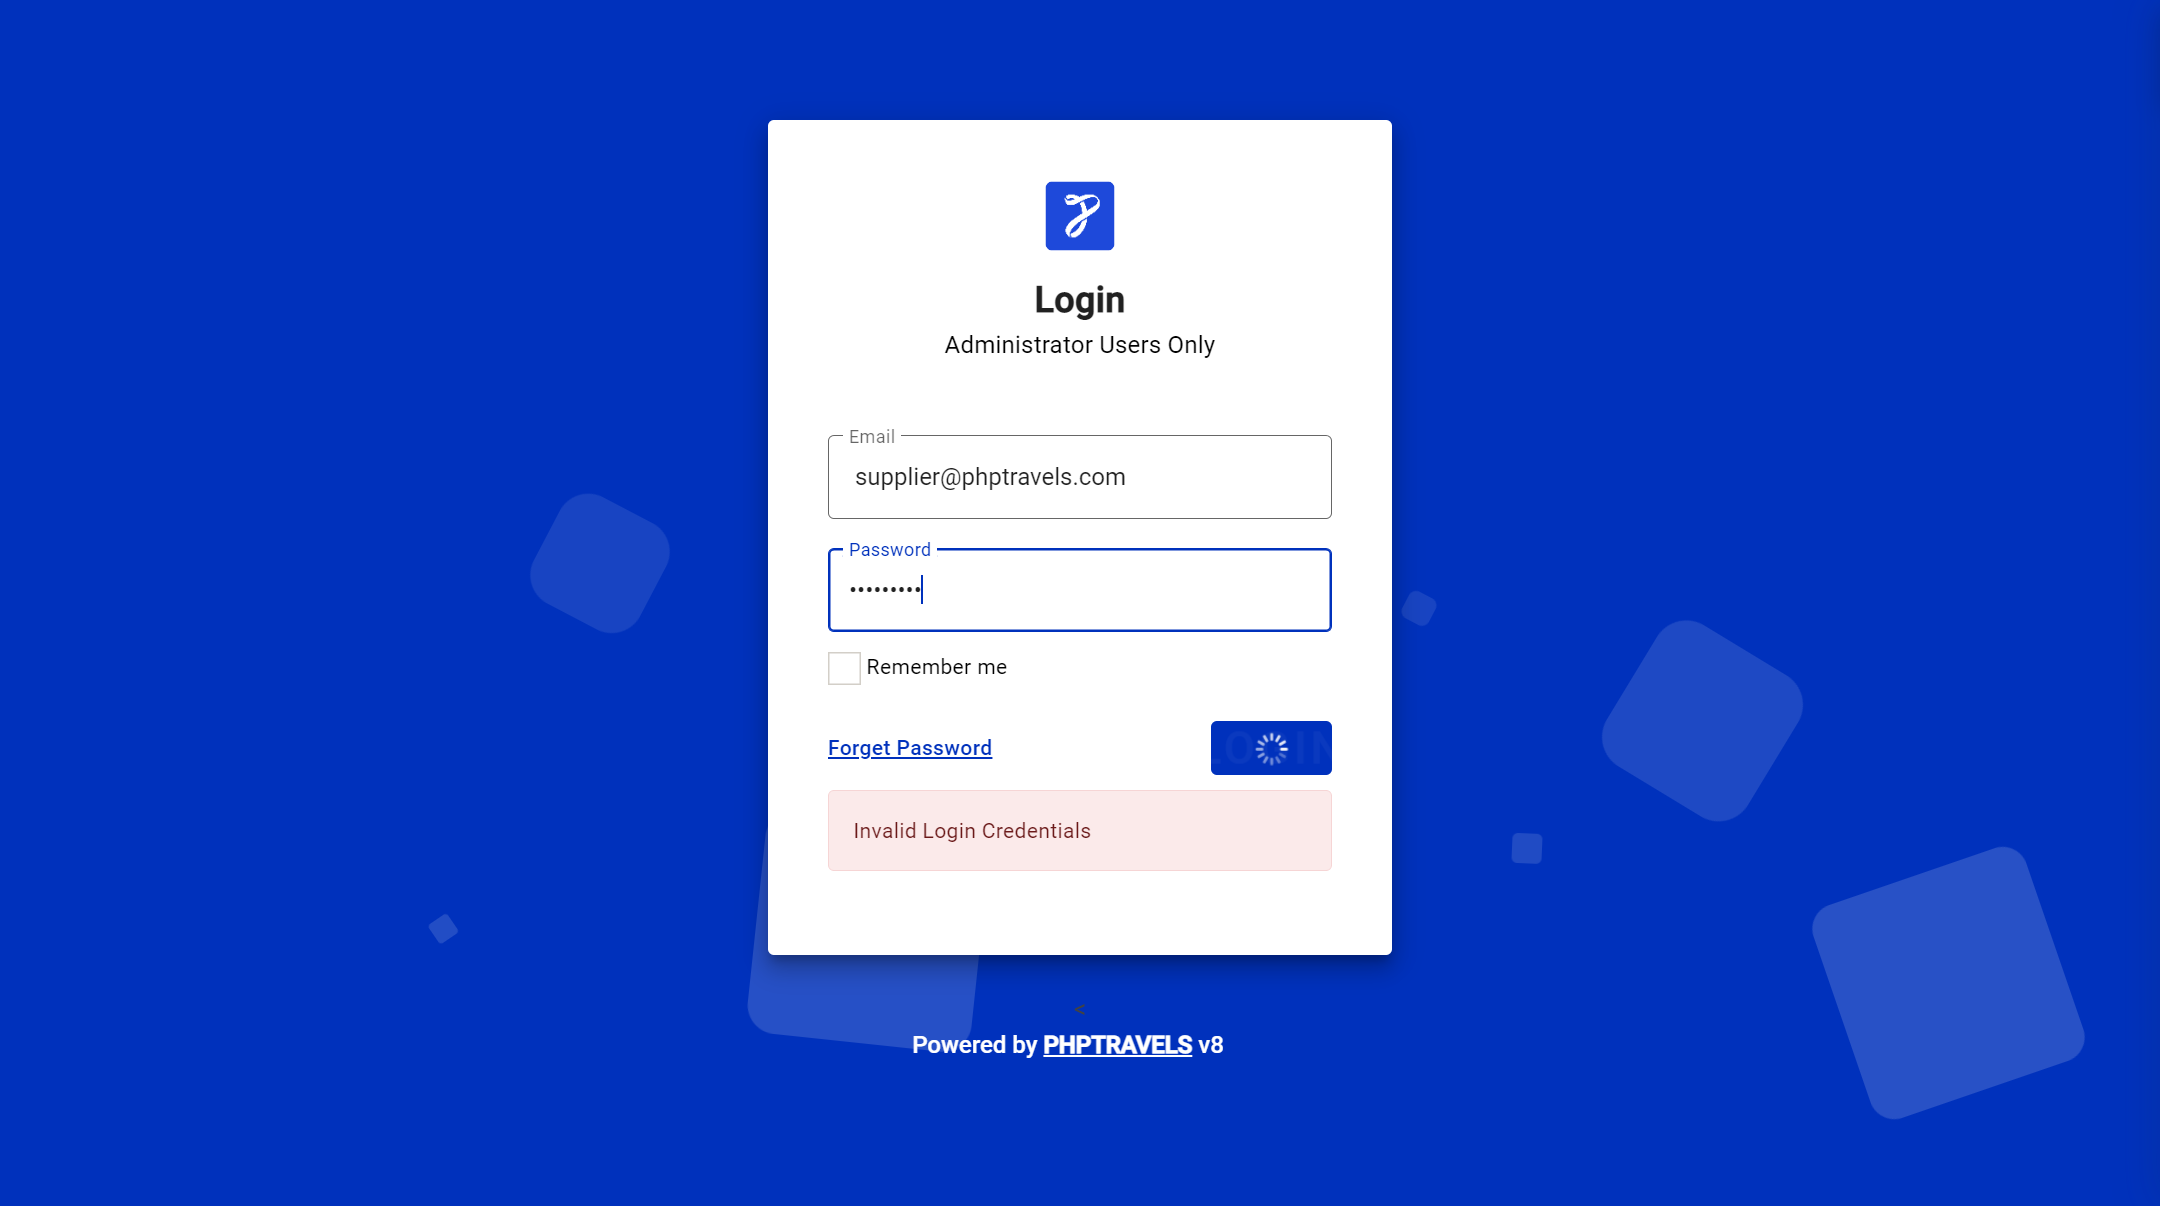 Login
Administrator Users Only
Email
supplier@phptravels.com
Password
•••••••••
Remember me
Forget Password
LOGIN
Invalid Login Credentials
<
Powered by PHPTRAVELS v8